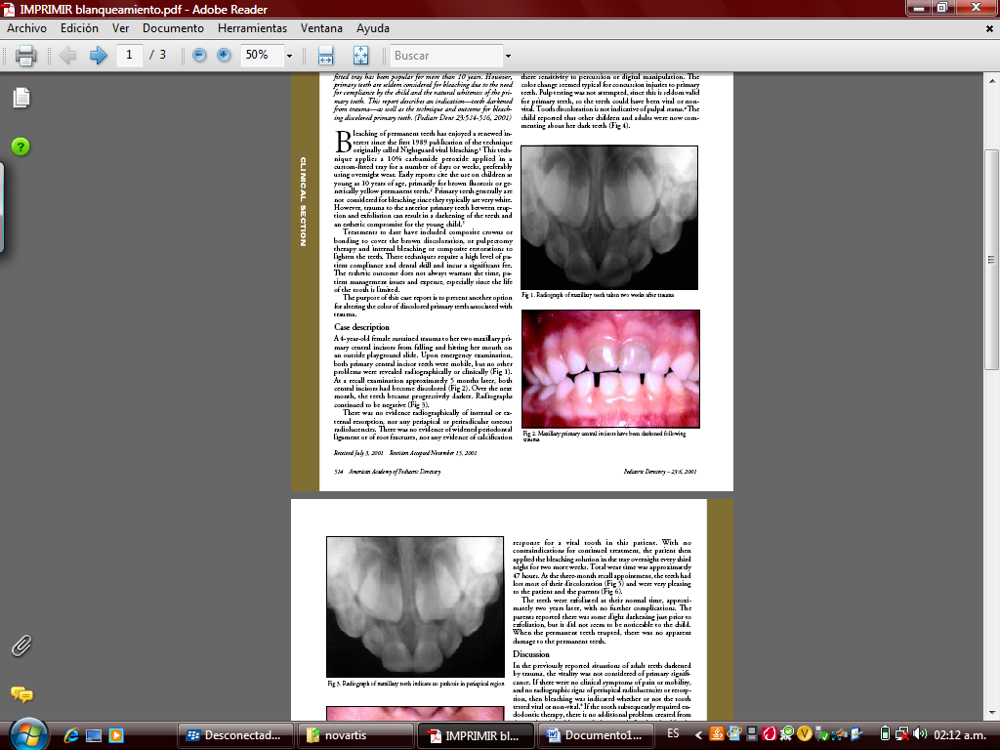 IMPRIMIR blanqueamiento.pdf - Adobe Reader
Archivo Edición Ver Documento Herramientas Ventana Ayuda
1 / 3 50% Buscar
CLINICAL SECTION
fitted tray has been popular for more than 10 years. However,
primary teeth are seldom considered for bleaching due to the need
for compliance by the child and the natural whiteness of the pri-
mary teeth. This report describes an indication—teeth darkened
from trauma—as well as the technique and outcome for bleach-
ing discolored primary teeth. (Pediatr Dent 23:514-516, 2001)
Bleaching of permanent teeth has enjoyed a renewed in-
terest since the first 1989 publication of the technique
originally called Nightguard vital bleaching.¹ This tech-
nique applies a 10% carbamide peroxide applied in a
custom-fitted tray for a number of days or weeks, preferably
using overnight wear. Early reports cite the use on children as
young as 10 years of age, primarily for brown fluorosis or ge-
netically yellow permanent teeth.² Primary teeth generally are
not considered for bleaching since they typically are very white.
However, trauma to the anterior primary teeth between erup-
tion and exfoliation can result in a darkening of the teeth and
an esthetic compromise for the young child.³
Treatments to date have included composite crowns or
bonding to cover the brown discoloration, or pulpectomy
therapy and internal bleaching or composite restorations to
lighten the teeth. These techniques require a high level of pa-
tient compliance and dental skill and incur a significant fee.
The esthetic outcome does not always warrant the time, pa-
tient management issues and expense, especially since the life
of the tooth is limited.
The purpose of this case report is to present another option
for altering the color of discolored primary teeth associated with
trauma.
Case description
A 4-year-old female sustained trauma to her two maxillary pri-
mary central incisors from falling and hitting her mouth on
an outside playground slide. Upon emergency examination,
both primary central incisor teeth were mobile, but no other
problems were revealed radiographically or clinically (Fig 1).
At a recall examination approximately 5 months later, both
central incisors had become discolored (Fig 2). Over the next
month, the teeth became progressively darker. Radiographs
continued to be negative (Fig 3).
There was no evidence radiographically of internal or ex-
ternal resorption, nor any periapical or periradicular osseous
radiolucencies. There was no evidence of widened periodontal
ligament or of root fractures, nor any evidence of calcification
there sensitivity to percussion or digital manipulation. The
color change seemed typical for concussion injuries to primary
teeth. Pulp testing was not attempted, since this is seldom valid
for primary teeth, so the teeth could have been vital or non-
vital. Tooth discoloration is not indicative of pulpal status.⁴ The
child reported that other children and adults were now com-
menting about her dark teeth (Fig 4).
Fig 1. Radiograph of maxillary teeth taken two weeks after trauma
Fig 2. Maxillary primary central incisors have been darkened following
trauma
Received July 3, 2001 Revision Accepted November 15, 2001
514 American Academy of Pediatric Dentistry
Pediatric Dentistry – 23:6, 2001
Fig 3. Radiograph of maxillary teeth indicate no pathosis in periapical region
response for a vital tooth in this patient. With no
contraindications for continued treatment, the patient then
applied the bleaching solution in the tray overnight every third
night for two more weeks. Total wear time was approximately
47 hours. At the three-month recall appointment, the teeth had
lost most of their discoloration (Fig 5) and were very pleasing
to the patient and the parents (Fig 6).
The teeth were exfoliated at their normal time, approxi-
mately two years later, with no further complications. The
parents reported there was some slight darkening just prior to
exfoliation, but it did not seem to be noticeable to the child.
When the permanent teeth erupted, there was no apparent
damage to the permanent teeth.
Discussion
In the previously reported situations of adult teeth darkened
by trauma, the vitality was not considered of primary signifi-
cance. If there were no clinical symptoms of pain or mobility,
and no radiographic signs of periapical radiolucencies or resorp-
tion, then bleaching was indicated whether or not the tooth
tested vital or non-vital.⁵ If the tooth subsequently required en-
dodontic therapy, there is no additional problem created from
Desconectad... novartis IMPRIMIR bl... Documento1... ES 02:12 a.m.